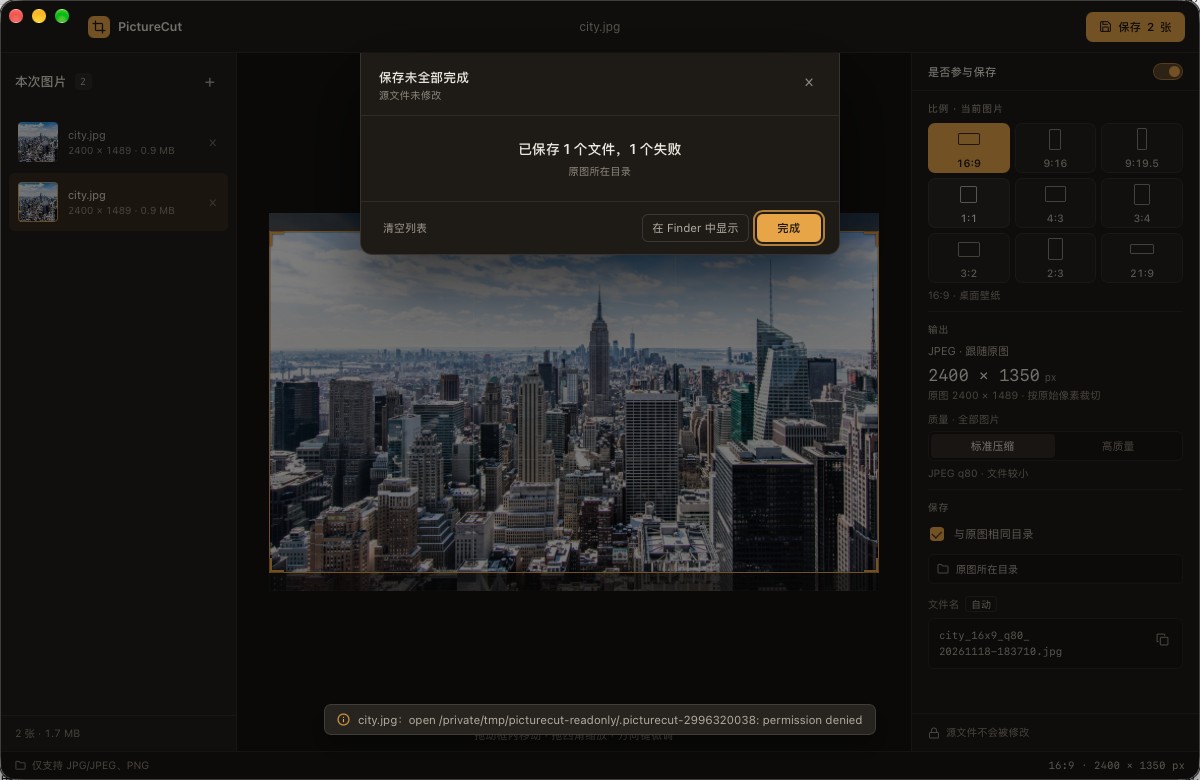 PictureCut
city.jpg
保存 2 张
本次图片 2
city.jpg
2400 × 1489 · 0.9 MB
city.jpg
2400 × 1489 · 0.9 MB
2 张 · 1.7 MB
仅支持 JPG/JPEG、PNG
保存未全部完成
源文件未修改
已保存 1 个文件，1 个失败
原图所在目录
清空列表
在 Finder 中显示
完成
city.jpg：open /private/tmp/picturecut-readonly/.picturecut-2996320038: permission denied
是否参与保存
比例 · 当前图片
16:9
9:16
9:19.5
1:1
4:3
3:4
3:2
2:3
21:9
16:9 · 桌面壁纸
输出
JPEG · 跟随原图
2400 × 1350 px
原图 2400 × 1489 · 按原始像素裁切
质量 · 全部图片
标准压缩
高质量
JPEG q80 · 文件较小
保存
与原图相同目录
原图所在目录
文件名 自动
city_16x9_q80_
20261118-183710.jpg
源文件不会被修改
16:9 · 2400 × 1350 px